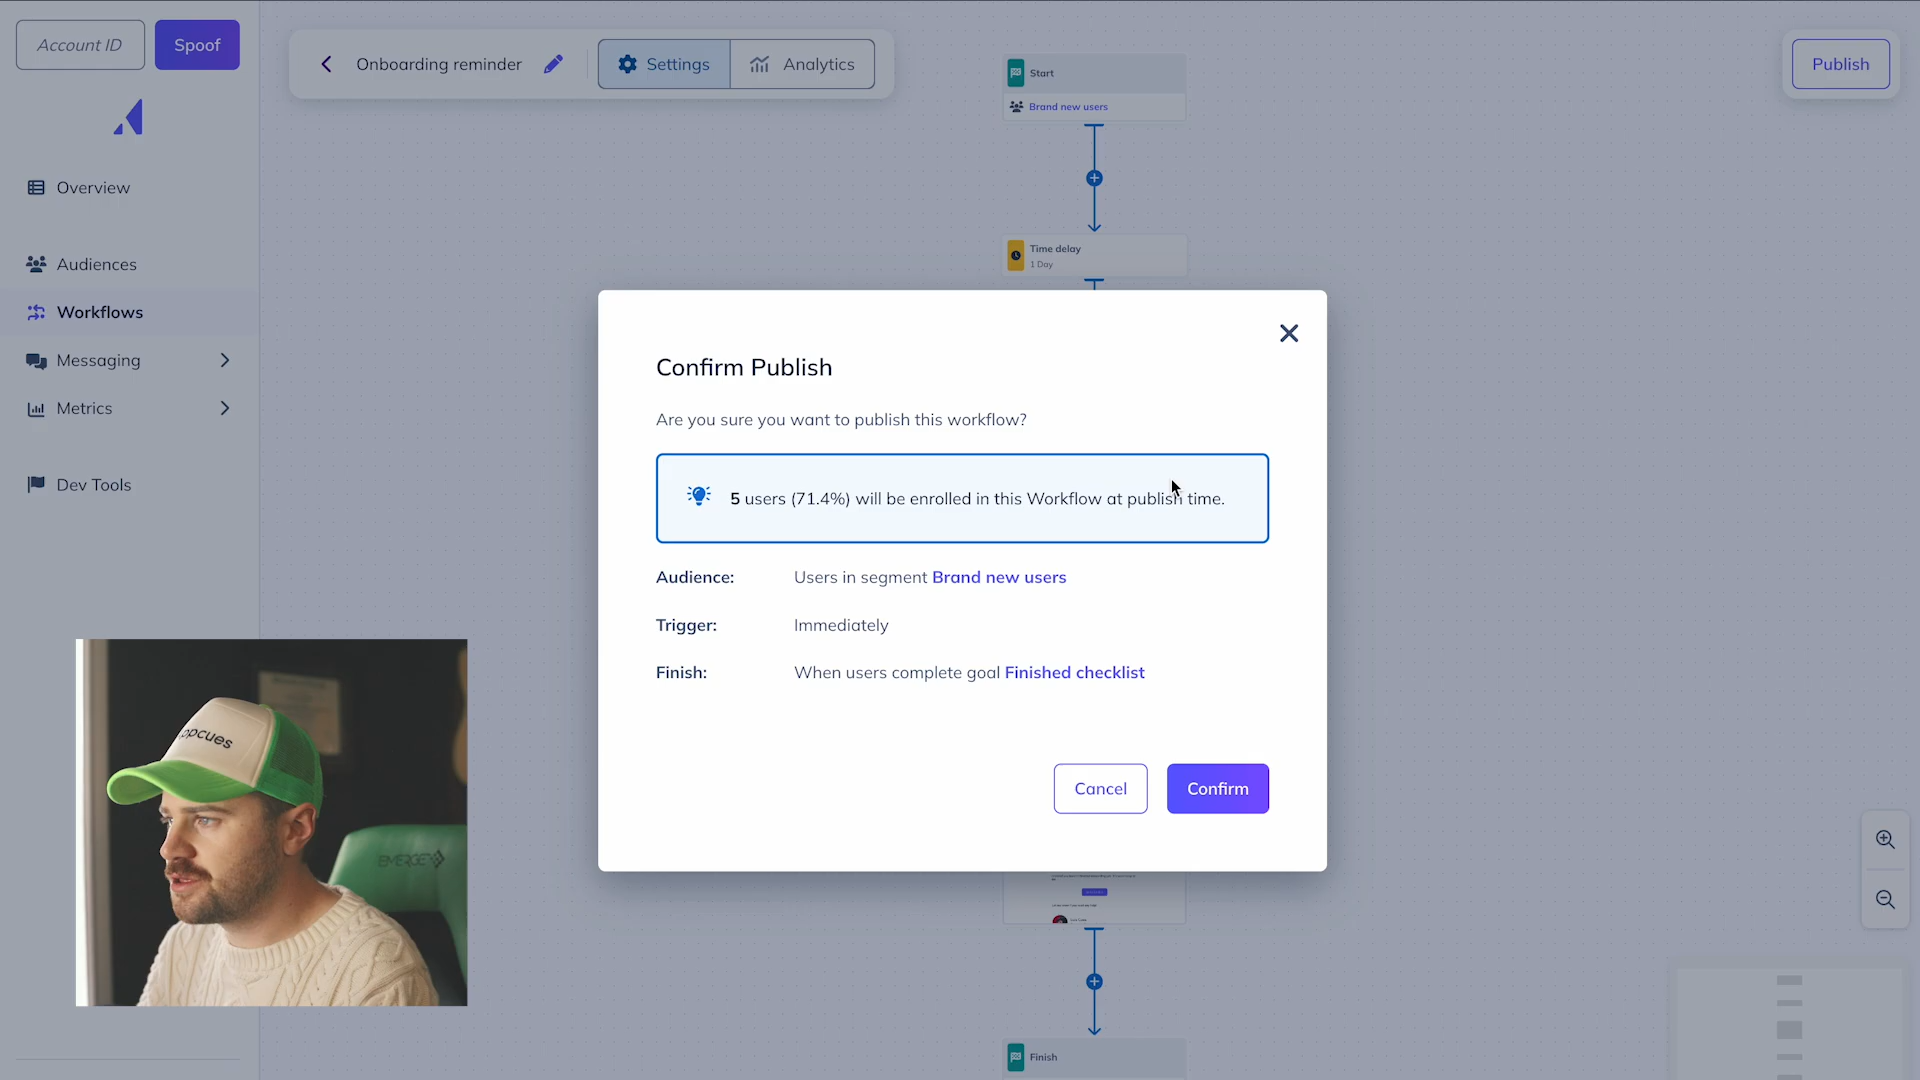 Account ID
Spoof
Onboarding reminder
Settings
Analytics
Publish
Start
Brand new users
Overview
Audiences
Workflows
Messaging
Metrics
Dev Tools
Time delay
1 Day
Confirm Publish
Are you sure you want to publish this workflow?
5 users (71.4%) will be enrolled in this Workflow at publish time.
Audience: Users in segment Brand new users
Trigger: Immediately
Finish: When users complete goal Finished checklist
Cancel
Confirm
Finish
EMERGE